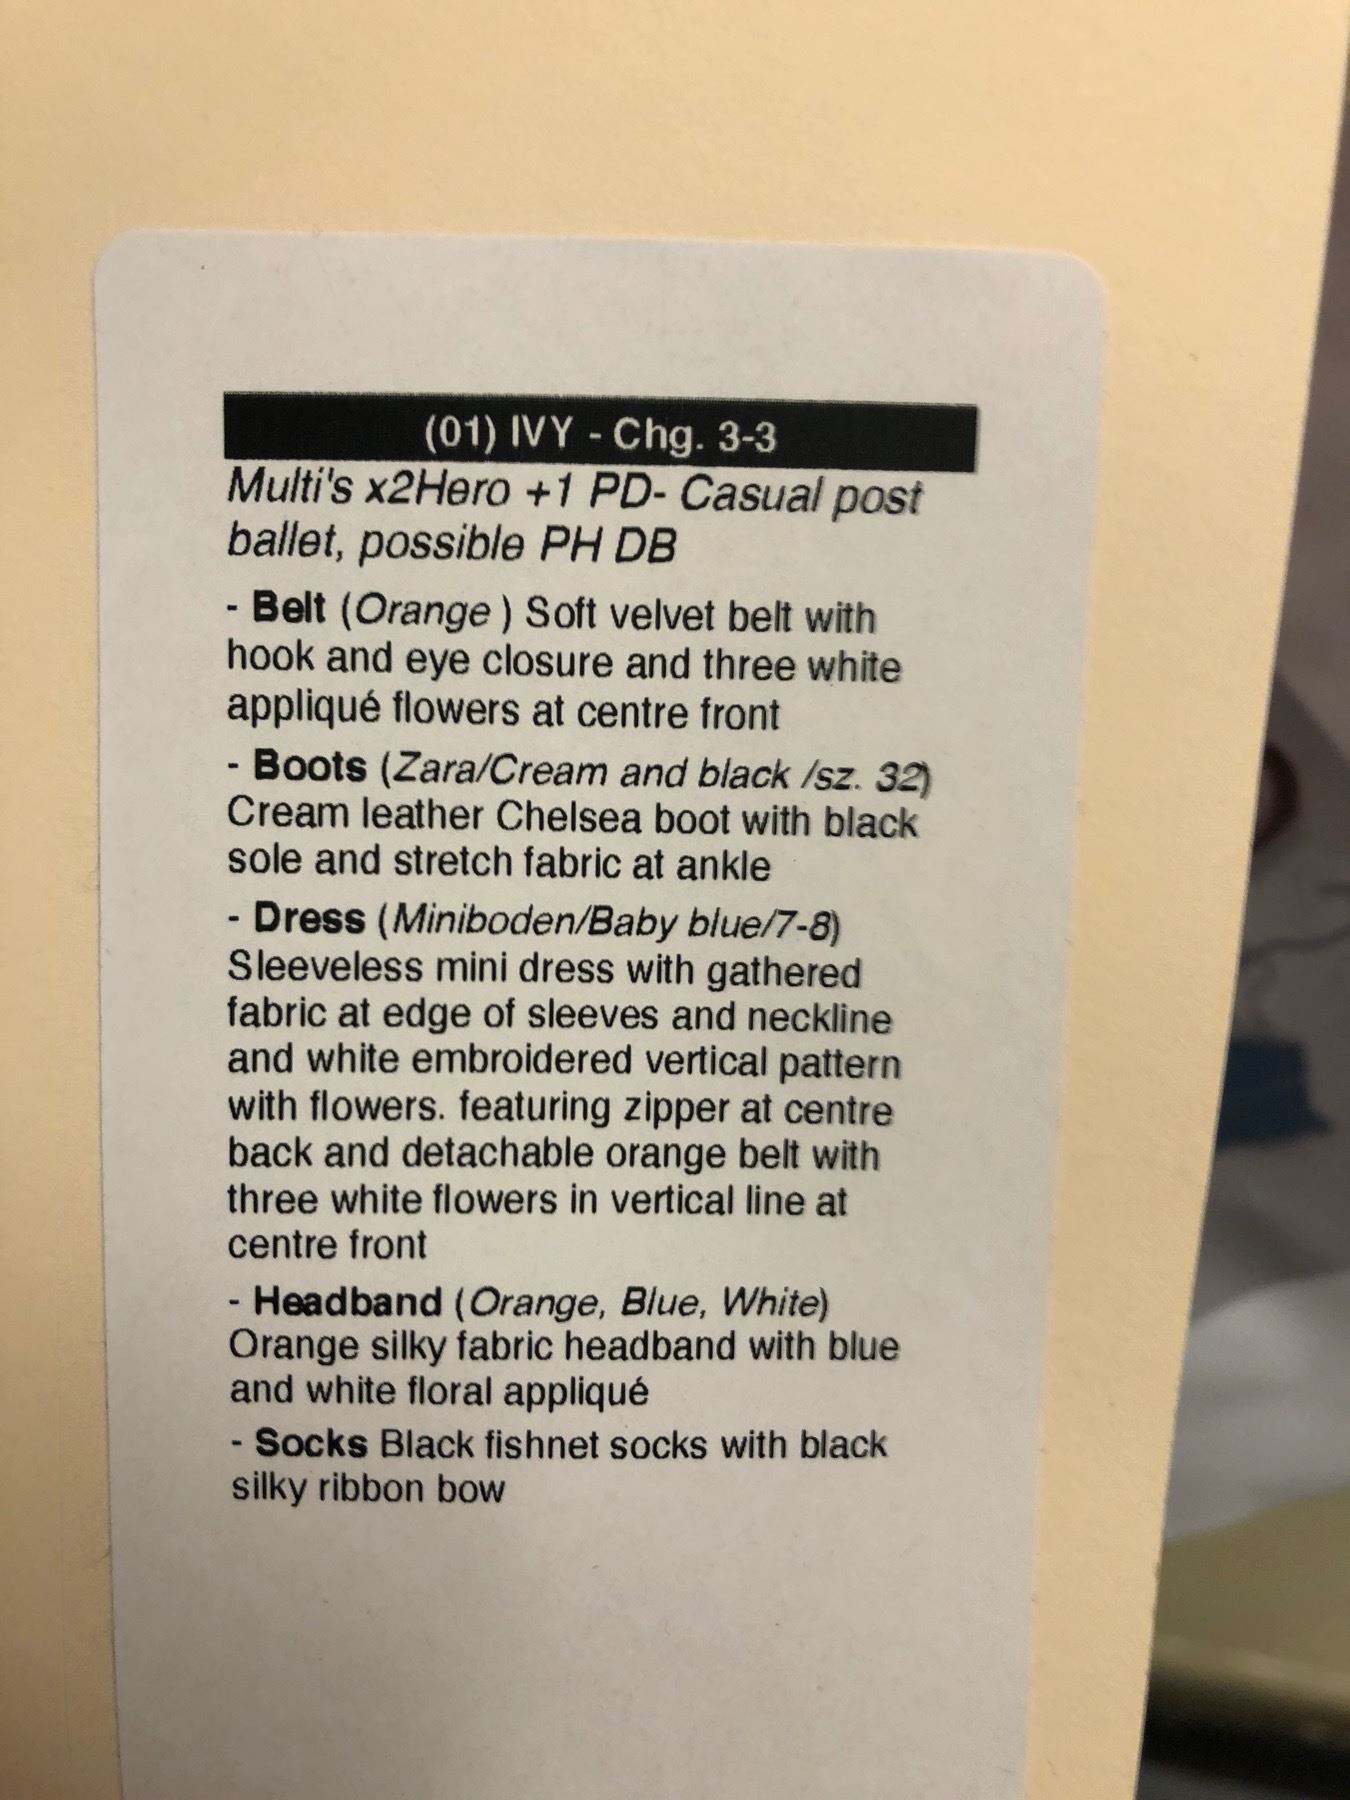 (01) IVY - Chg. 3-3
Multi's x2Hero +1 PD- Casual post
ballet, possible PH DB
- Belt (Orange ) Soft velvet belt with
hook and eye closure and three white
appliqué flowers at centre front
- Boots (Zara/Cream and black /sz. 32)
Cream leather Chelsea boot with black
sole and stretch fabric at ankle
- Dress (Miniboden/Baby blue/7-8)
Sleeveless mini dress with gathered
fabric at edge of sleeves and neckline
and white embroidered vertical pattern
with flowers. featuring zipper at centre
back and detachable orange belt with
three white flowers in vertical line at
centre front
- Headband (Orange, Blue, White)
Orange silky fabric headband with blue
and white floral appliqué
- Socks Black fishnet socks with black
silky ribbon bow